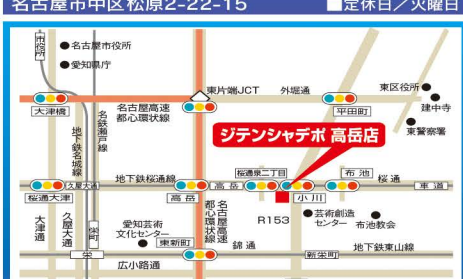 名古屋市中区松原2-22-15 ■定休日／火曜日
市役所
●名古屋市役所
●愛知県庁
東片端JCT
外堀通
東区役所
建中寺
大津橋
名古屋高速
都心環状線
平田町
東警察署
地下鉄名城線
名鉄瀬戸線
ジテンシャデポ 高岳店
桜通泉二丁目
布池
地下鉄桜通線
久屋大通
高岳
桜通
車道
桜通大津
高岳
小川
大津通
久屋大通
栄町
愛知芸術
文化センター
東新町
名古屋高速
都心環状線
R153
●芸術創造
センター
布池教会
錦通
地下鉄東山線
栄
新栄町
広小路通